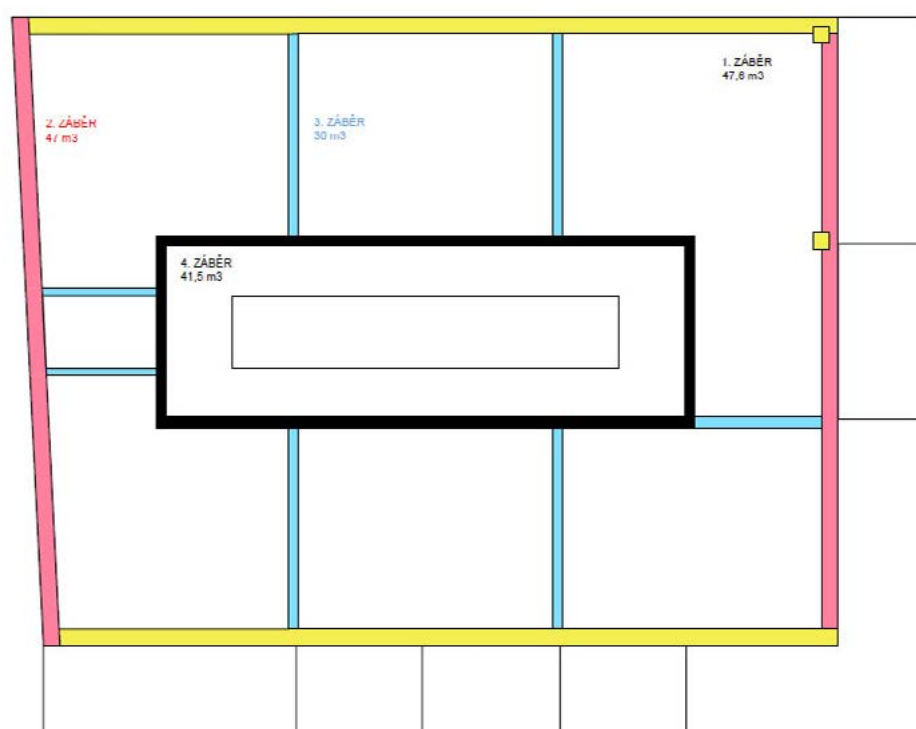 1. ZÁBĚR
47,6 m3
2. ZÁBĚR
47 m3
3. ZÁBĚR
30 m3
4. ZÁBĚR
41,5 m3